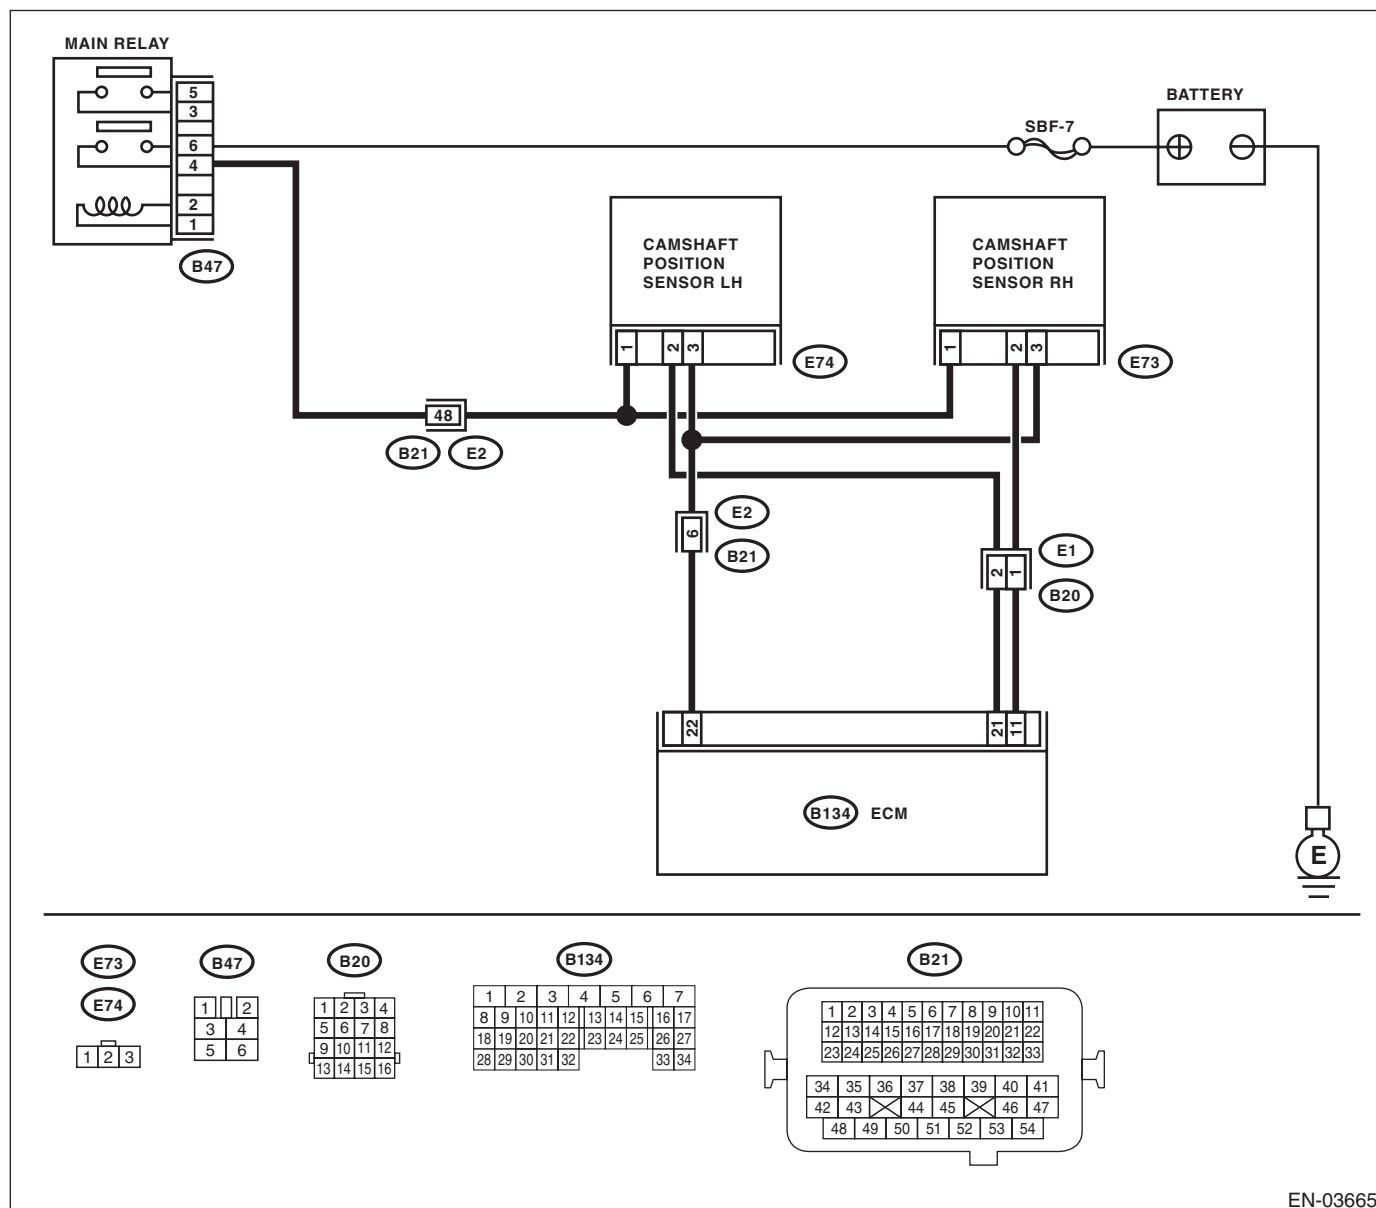 MAIN RELAY
5
3
6
4
2
1
B47
SBF-7
BATTERY
CAMSHAFT
POSITION
SENSOR LH
1 2 3
E74
CAMSHAFT
POSITION
SENSOR RH
1 2 3
E73
48
B21 E2
6
E2
B21
2 1
E1
B20
22 21 11
B134 ECM
E
E73
E74
1 2 3
B47
1 2
3 4
5 6
B20
1 2 3 4
5 6 7 8
9 10 11 12
13 14 15 16
B134
1 2 3 4 5 6 7
8 9 10 11 12 13 14 15 16 17
18 19 20 21 22 23 24 25 26 27
28 29 30 31 32 33 34
B21
1 2 3 4 5 6 7 8 9 10 11
12 13 14 15 16 17 18 19 20 21 22
23 24 25 26 27 28 29 30 31 32 33
34 35 36 37 38 39 40 41
42 43 44 45 46 47
48 49 50 51 52 53 54
EN-03665